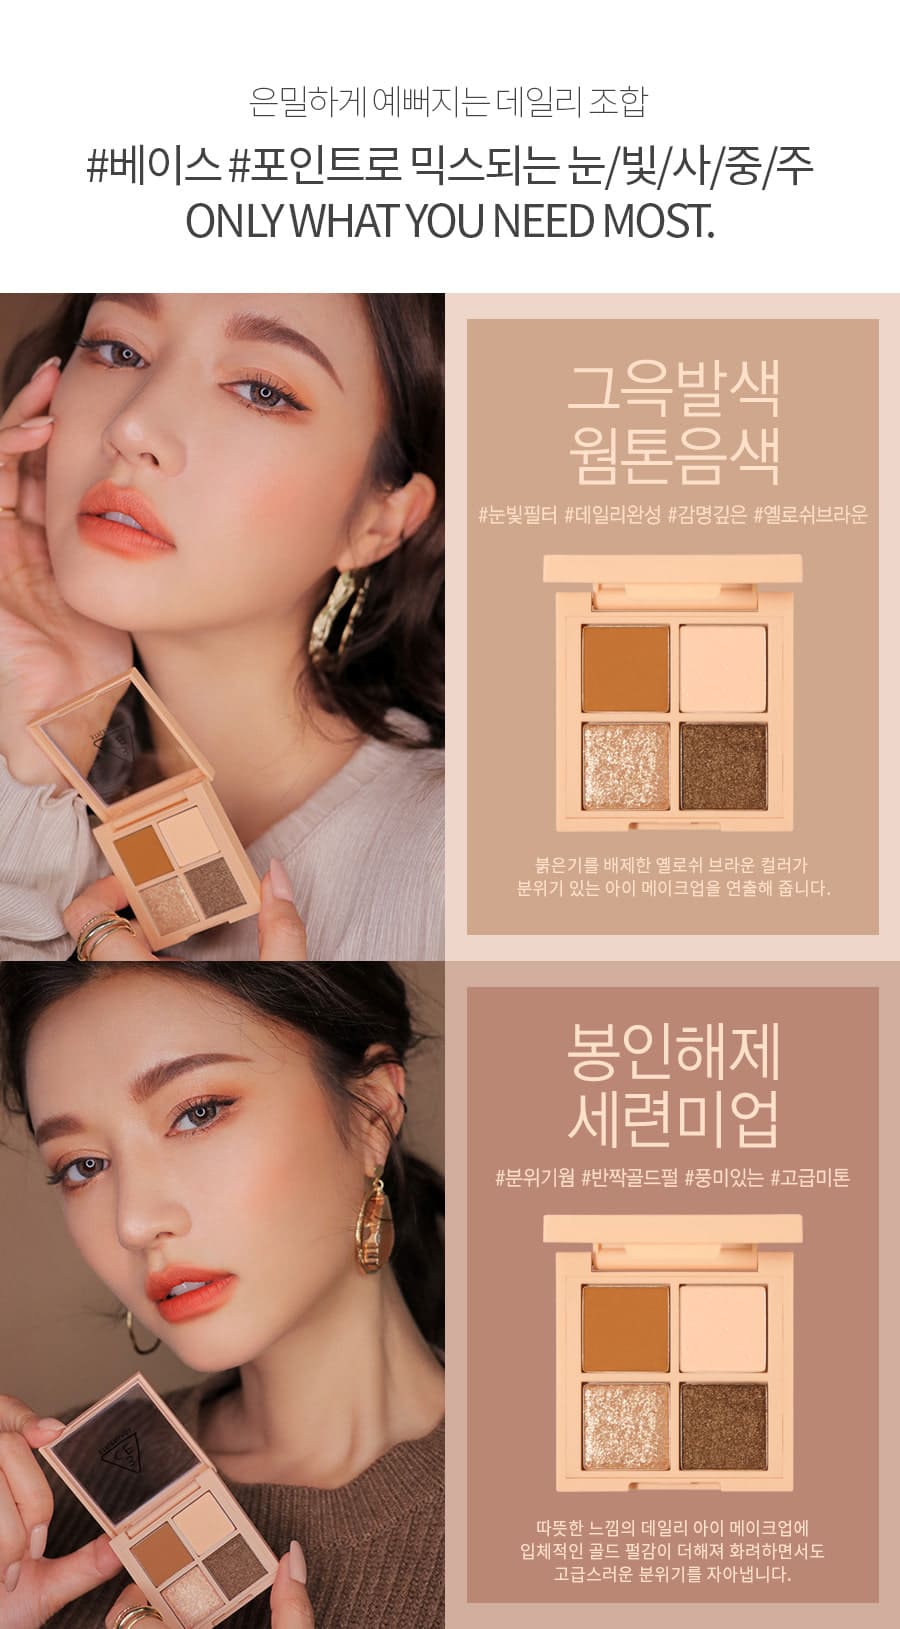 은밀하게 예뻐지는 데일리 조합
#베이스 #포인트로 믹스되는 눈/빛/사/중/주
ONLY WHAT YOU NEED MOST.
그윽발색
웜톤음색
#눈빛필터 #데일리완성 #감명깊은 #옐로쉬브라운
붉은기를 배제한 옐로쉬 브라운 컬러가
분위기 있는 아이 메이크업을 연출해 줍니다.
봉인해제
세련미업
#분위기웜 #반짝골드펄 #풍미있는 #고급미톤
따뜻한 느낌의 데일리 아이 메이크업에
입체적인 골드 펄감이 더해져 화려하면서도
고급스러운 분위기를 자아냅니다.